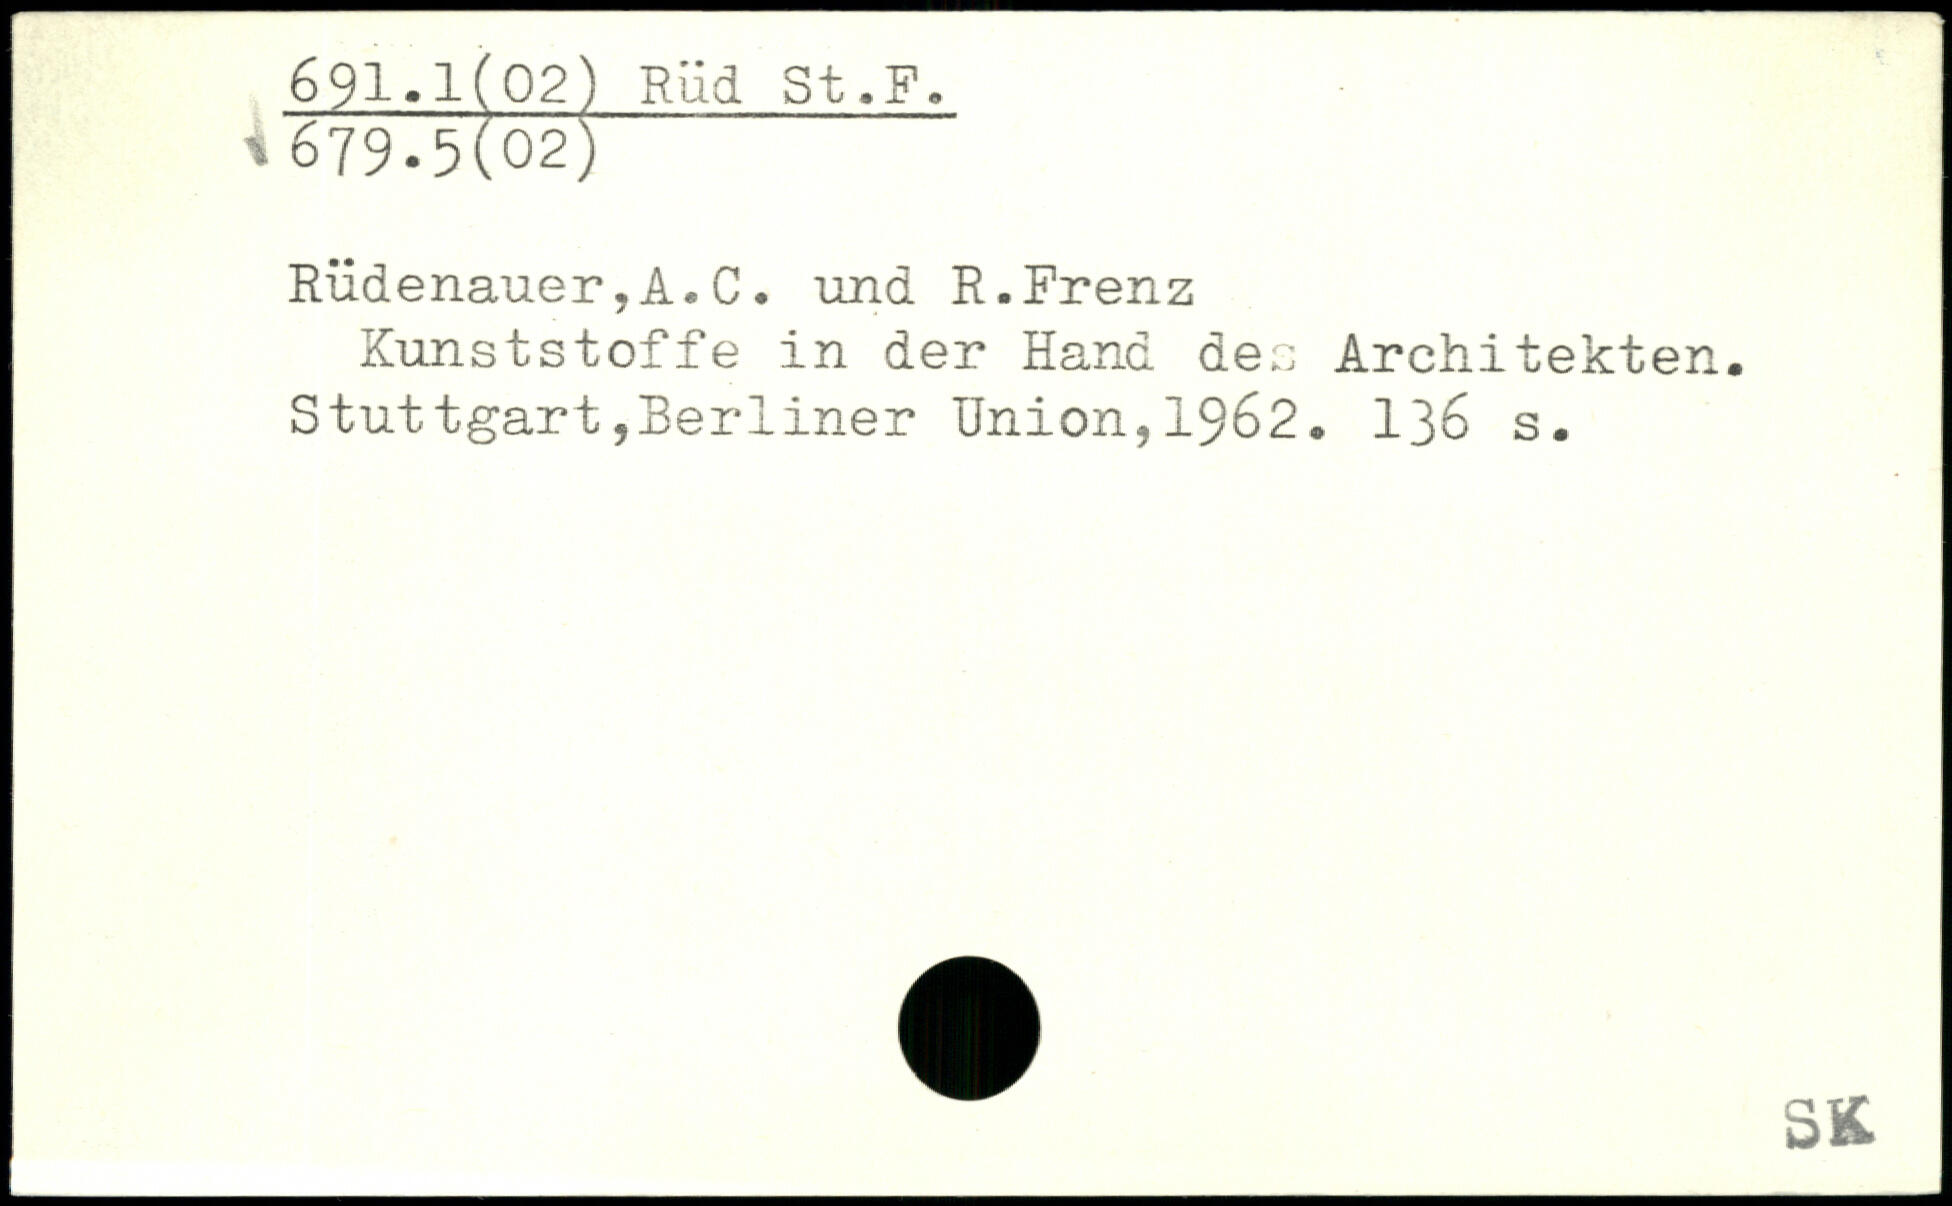 691.1(02) Rüd St.F.
679.5(02)
Rüdenauer,A.C. und R.Frenz
Kunststoffe in der Hand des Architekten.
Stuttgart,Berliner Union,1962. 136 s.
SK